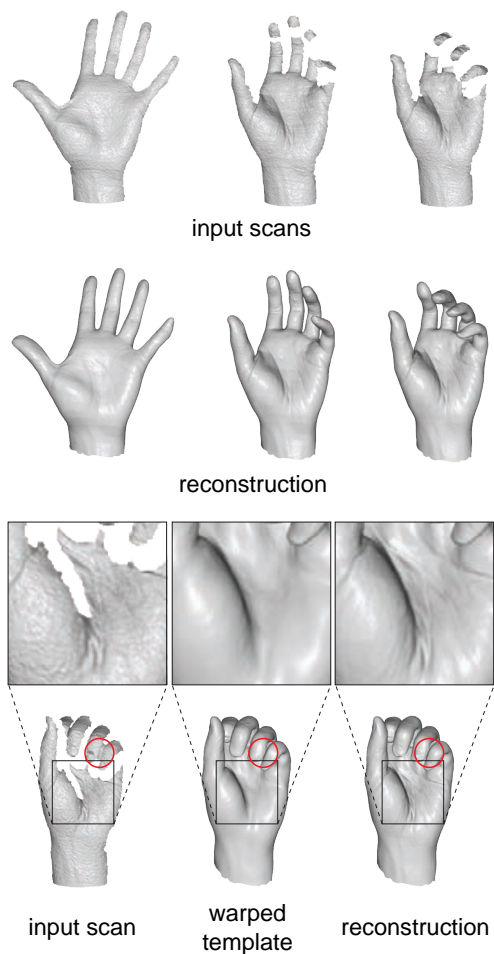 input scans
reconstruction
input scan
warped
template
reconstruction